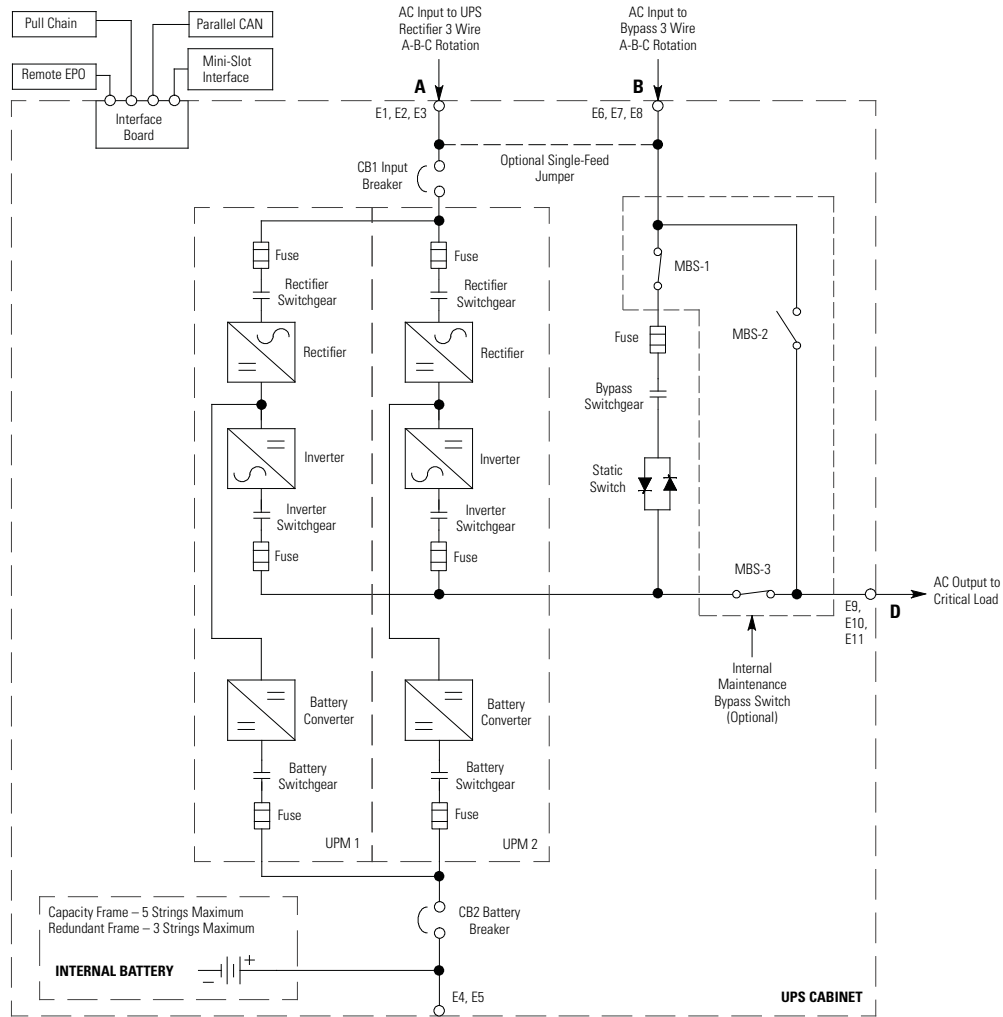 Pull Chain
Parallel CAN
Remote EPO
Mini-Slot
Interface
Interface
Board
AC Input to UPS
Rectifier 3 Wire
A-B-C Rotation
AC Input to
Bypass 3 Wire
A-B-C Rotation
A
B
E1, E2, E3
E6, E7, E8
Optional Single-Feed
Jumper
CB1 Input
Breaker
Fuse
Rectifier
Switchgear
Rectifier
Inverter
Inverter
Switchgear
Fuse
Battery
Converter
Battery
Switchgear
Fuse
UPM 1
Fuse
Rectifier
Switchgear
Rectifier
Inverter
Inverter
Switchgear
Fuse
Battery
Converter
Battery
Switchgear
Fuse
UPM 2
MBS-1
MBS-2
Fuse
Bypass
Switchgear
Static
Switch
MBS-3
E9,
E10,
E11
D
AC Output to
Critical Load
Internal
Maintenance
Bypass Switch
(Optional)
CB2 Battery
Breaker
Capacity Frame – 5 Strings Maximum
Redundant Frame – 3 Strings Maximum
INTERNAL BATTERY
– +
E4, E5
UPS CABINET